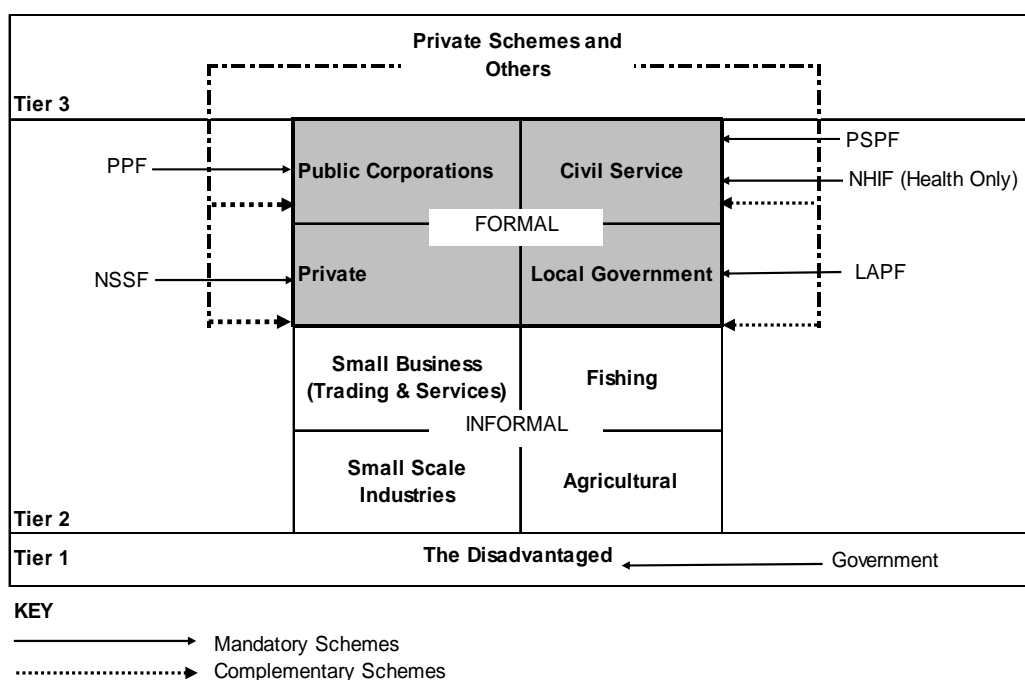 Private Schemes and
Others
Tier 3
PSPF
PPF
Public Corporations
Civil Service
NHIF (Health Only)
FORMAL
NSSF
Private
Local Government
LAPF
Small Business
(Trading & Services)
Fishing
INFORMAL
Small Scale
Industries
Agricultural
Tier 2
Tier 1
The Disadvantaged
Government
KEY
Mandatory Schemes
Complementary Schemes